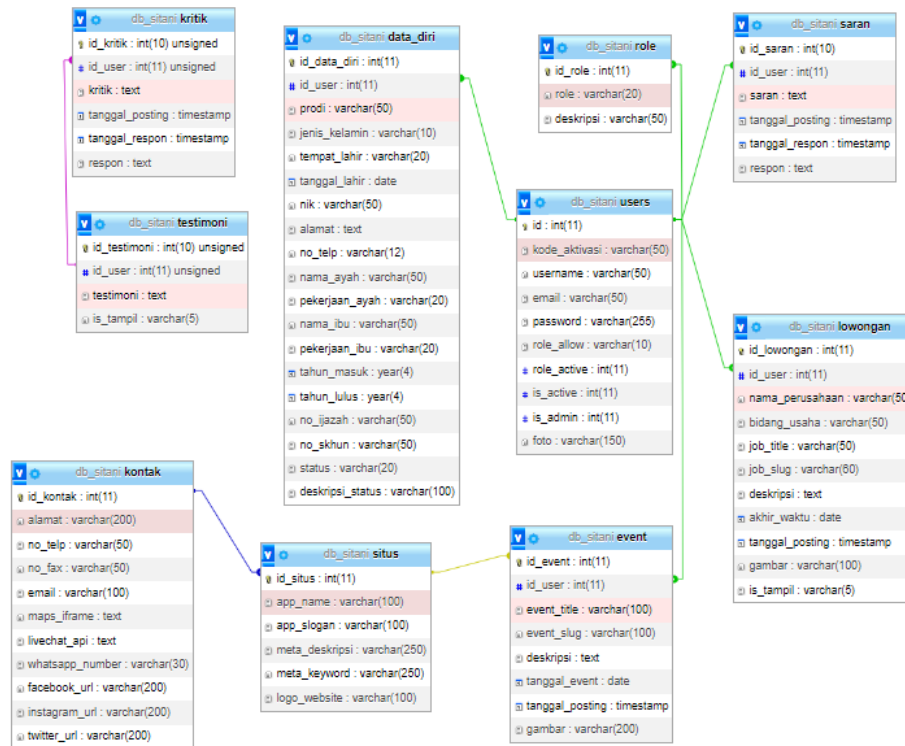 db_sitani kritik
id_kritik : int(10) unsigned
id_user : int(11) unsigned
kritik : text
tanggal_posting : timestamp
tanggal_respon : timestamp
respon : text
db_sitani testimoni
id_testimoni : int(10) unsigned
id_user : int(11) unsigned
testimoni : text
is_tampil : varchar(5)
db_sitani data_diri
id_data_diri : int(11)
id_user : int(11)
prodi : varchar(50)
jenis_kelamin : varchar(10)
tempat_lahir : varchar(20)
tanggal_lahir : date
nik : varchar(50)
alamat : text
no_telp : varchar(12)
nama_ayah : varchar(50)
pekerjaan_ayah : varchar(20)
nama_ibu : varchar(50)
pekerjaan_ibu : varchar(20)
tahun_masuk : year(4)
tahun_lulus : year(4)
no_ijazah : varchar(50)
no_skhun : varchar(50)
status : varchar(20)
deskripsi_status : varchar(100)
db_sitani role
id_role : int(11)
role : varchar(20)
deskripsi : varchar(50)
db_sitani users
id : int(11)
kode_aktivasi : varchar(50)
username : varchar(50)
email : varchar(50)
password : varchar(255)
role_allow : varchar(10)
role_active : int(11)
is_active : int(11)
is_admin : int(11)
foto : varchar(150)
db_sitani saran
id_saran : int(10)
id_user : int(11)
saran : text
tanggal_posting : timestamp
tanggal_respon : timestamp
respon : text
db_sitani lowongan
id_lowongan : int(11)
id_user : int(11)
nama_perusahaan : varchar(50
bidang_usaha : varchar(50)
job_title : varchar(50)
job_slug : varchar(60)
deskripsi : text
akhir_waktu : date
tanggal_posting : timestamp
gambar : varchar(100)
is_tampil : varchar(5)
db_sitani kontak
id_kontak : int(11)
alamat : varchar(200)
no_telp : varchar(50)
no_fax : varchar(50)
email : varchar(100)
maps_iframe : text
livechat_api : text
whatsapp_number : varchar(30)
facebook_url : varchar(200)
instagram_url : varchar(200)
twitter_url : varchar(200)
db_sitani situs
id_situs : int(11)
app_name : varchar(100)
app_slogan : varchar(100)
meta_deskripsi : varchar(250)
meta_keyword : varchar(250)
logo_website : varchar(100)
db_sitani event
id_event : int(11)
id_user : int(11)
event_title : varchar(100)
event_slug : varchar(100)
deskripsi : text
tanggal_event : date
tanggal_posting : timestamp
gambar : varchar(200)